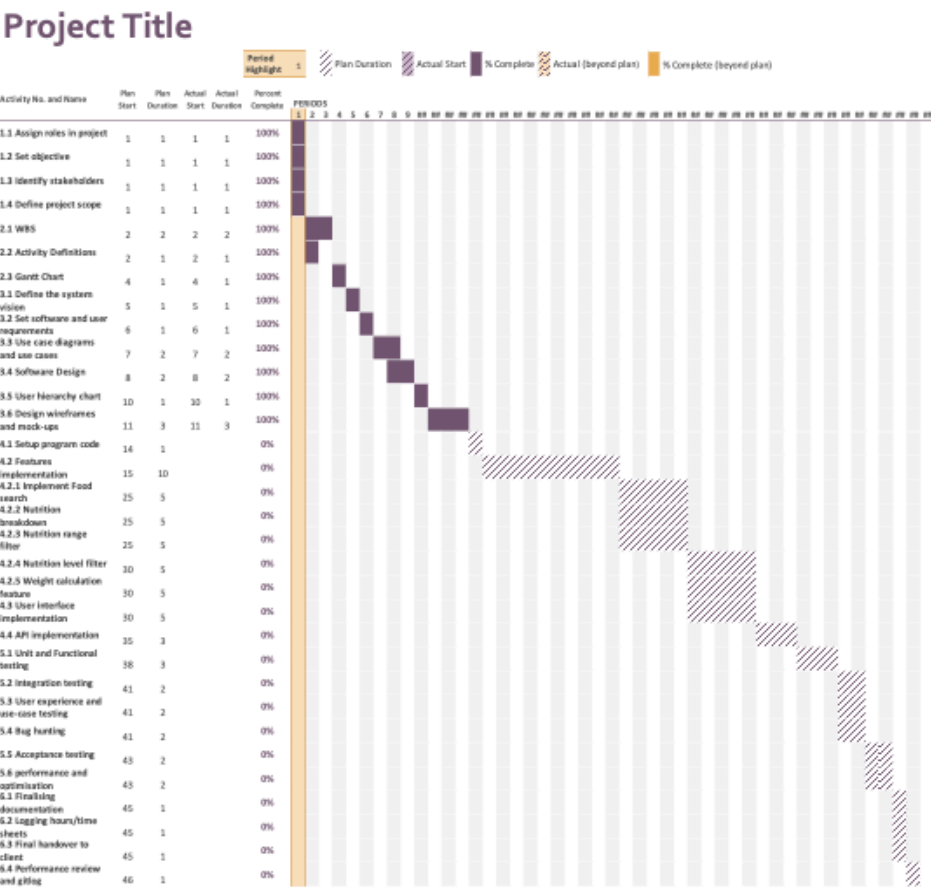 Project Title
Period Highlight 1 Plan Duration Actual Start % Complete Actual (beyond plan) % Complete (beyond plan)
Activity No. and Name Plan Start Plan Duration Actual Start Actual Duration Percent Complete PERIODS
1 2 3 4 5 6 7 8 9 ## ## ## ## ## ## ## ## ## ## ## ## ## ## ## ## ## ## ## ## ## ## ## ## ## ## ## ## ## ## ## ## ## ## ## ## ## ##
1.1 Assign roles in project 1 1 1 1 100%
1.2 Set objective 1 1 1 1 100%
1.3 Identify stakeholders 1 1 1 1 100%
1.4 Define project scope 1 1 1 1 100%
2.1 WBS 2 2 2 2 100%
2.2 Activity Definitions 2 1 2 1 100%
2.3 Gantt Chart 4 1 4 1 100%
3.1 Define the system vision 5 1 5 1 100%
3.2 Set software and user requrements 6 1 6 1 100%
3.3 Use case diagrams and use cases 7 2 7 2 100%
3.4 Software Design 8 2 8 2 100%
3.5 User hierarchy chart 10 1 10 1 100%
3.6 Design wireframes and mock-ups 11 3 11 3 100%
4.1 Setup program code 14 1 0%
4.2 Features implementation 15 10 0%
4.2.1 Implement Food search 25 5 0%
4.2.2 Nutrition breakdown 25 5 0%
4.2.3 Nutrition range filter 25 5 0%
4.2.4 Nutrition level filter 30 5 0%
4.2.5 Weight calculation feature 30 5 0%
4.3 User interface implementation 30 5 0%
4.4 API implementation 35 3 0%
5.1 Unit and Functional testing 38 3 0%
5.2 Integration testing 41 2 0%
5.3 User experience and use-case testing 41 2 0%
5.4 Bug hunting 41 2 0%
5.5 Acceptance testing 43 2 0%
5.6 performance and optimisation 43 2 0%
6.1 Finalising documentation 45 1 0%
6.2 Logging hours/time sheets 45 1 0%
6.3 Final handover to client 45 1 0%
6.4 Performance review and gitlog 46 1 0%